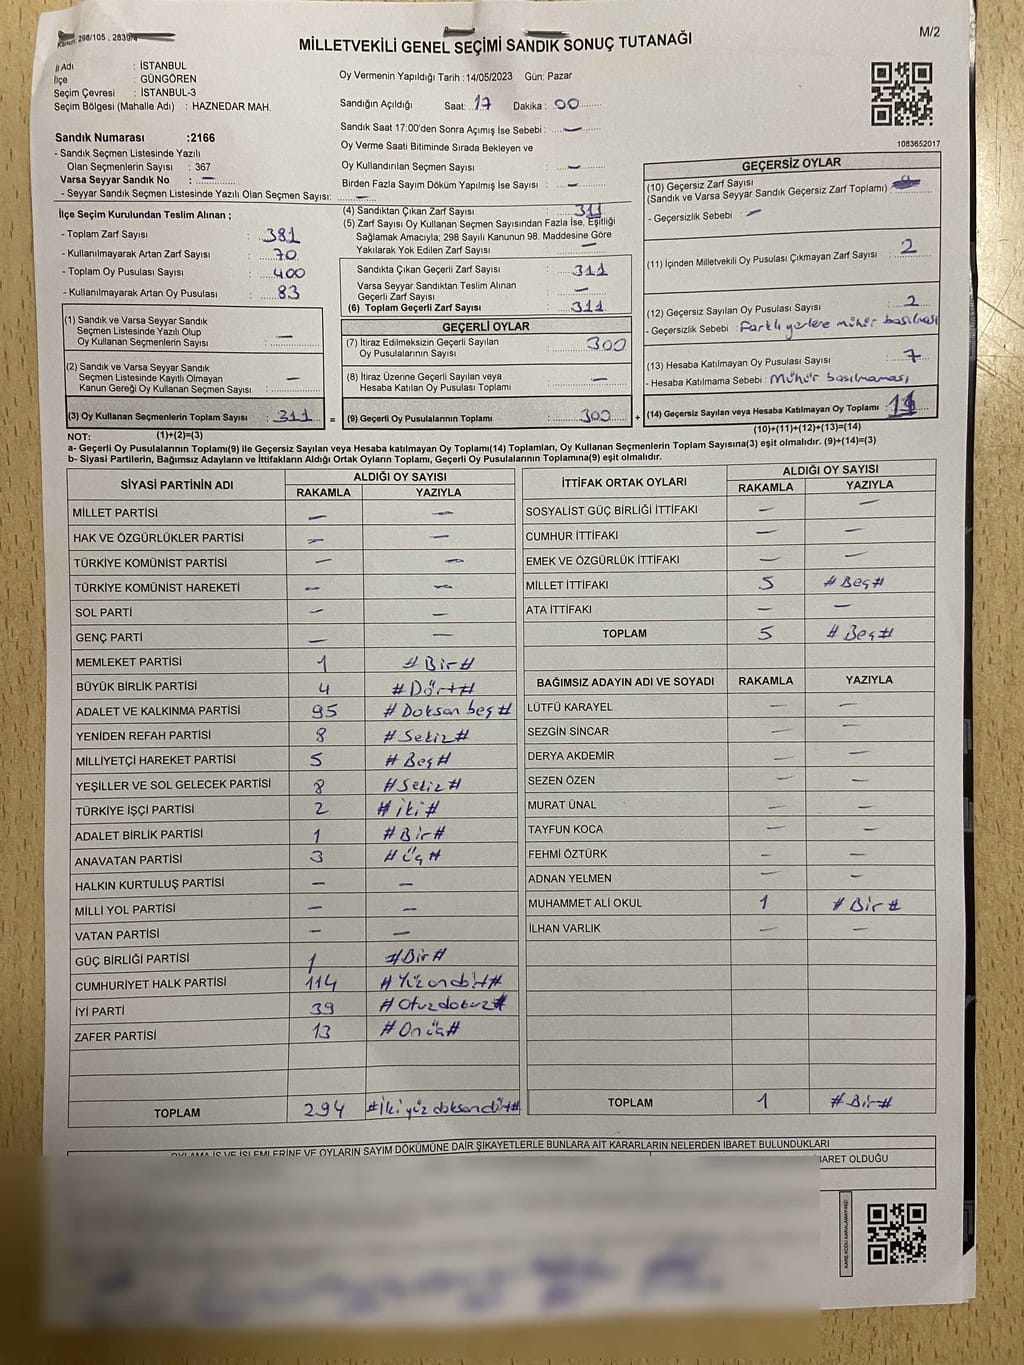 Kanun: 298/105, 2839/4
MİLLETVEKİLİ GENEL SEÇİMİ SANDIK SONUÇ TUTANAĞI
M/2
İl Adı : İSTANBUL
İlçe : GÜNGÖREN
Seçim Çevresi : İSTANBUL-3
Seçim Bölgesi (Mahalle Adı) : HAZNEDAR MAH.
Oy Vermenin Yapıldığı Tarih : 14/05/2023 Gün: Pazar
Sandığın Açıldığı Saat: 17 Dakika: 00
Sandık Saat 17:00'den Sonra Açımış İse Sebebi : —
Oy Verme Saati Bitiminde Sırada Bekleyen ve
Oy Kullandırılan Seçmen Sayısı : —
Birden Fazla Sayım Döküm Yapılmış İse Sayısı : —
1083652017
Sandık Numarası :2166
- Sandık Seçmen Listesinde Yazılı
Olan Seçmenlerin Sayısı : 367
Varsa Seyyar Sandık No : —
- Seyyar Sandık Seçmen Listesinde Yazılı Olan Seçmen Sayısı: —
İlçe Seçim Kurulundan Teslim Alınan ;
- Toplam Zarf Sayısı : 381
- Kullanılmayarak Artan Zarf Sayısı : 70
- Toplam Oy Pusulası Sayısı : 400
- Kullanılmayarak Artan Oy Pusulası : 83
(1) Sandık ve Varsa Seyyar Sandık
Seçmen Listesinde Yazılı Olup
Oy Kullanan Seçmenlerin Sayısı : —
(2) Sandık ve Varsa Seyyar Sandık
Seçmen Listesinde Kayıtlı Olmayan
Kanun Gereği Oy Kullanan Seçmen Sayısı : —
(3) Oy Kullanan Seçmenlerin Toplam Sayısı : 311
(1)+(2)=(3)
(4) Sandıktan Çıkan Zarf Sayısı : 311
(5) Zarf Sayısı Oy Kullanan Seçmen Sayısından Fazla İse, Eşitliği
Sağlamak Amacıyla; 298 Sayılı Kanunun 98. Maddesine Göre
Yakılarak Yok Edilen Zarf Sayısı : —
Sandıkta Çıkan Geçerli Zarf Sayısı : 311
Varsa Seyyar Sandıktan Teslim Alınan
Geçerli Zarf Sayısı : —
(6) Toplam Geçerli Zarf Sayısı : 311
GEÇERLİ OYLAR
(7) İtiraz Edilmeksizin Geçerli Sayılan
Oy Pusulalarının Sayısı : 300
(8) İtiraz Üzerine Geçerli Sayılan veya
Hesaba Katılan Oy Pusulası Toplamı : —
= (9) Geçerli Oy Pusulalarının Toplamı : 300 +
GEÇERSİZ OYLAR
(10) Geçersiz Zarf Sayısı
(Sandık ve Varsa Seyyar Sandık Geçersiz Zarf Toplamı)
- Geçersizlik Sebebi : —
(11) İçinden Milletvekili Oy Pusulası Çıkmayan Zarf Sayısı : 2
(12) Geçersiz Sayılan Oy Pusulası Sayısı : 2
- Geçersizlik Sebebi : Farklı yerlere mühür basılması
(13) Hesaba Katılmayan Oy Pusulası Sayısı : 7
- Hesaba Katılmama Sebebi : Mühür basılmaması
(14) Geçersiz Sayılan veya Hesaba Katılmayan Oy Toplamı : 11
(10)+(11)+(12)+(13)=(14)
NOT:
a- Geçerli Oy Pusulalarının Toplamı(9) ile Geçersiz Sayılan veya Hesaba katılmayan Oy Toplamı(14) Toplamları, Oy Kullanan Seçmenlerin Toplam Sayısına(3) eşit olmalıdır. (9)+(14)=(3)
b- Siyasi Partilerin, Bağımsız Adayların ve İttifakların Aldığı Ortak Oyların Toplamı, Geçerli Oy Pusulalarının Toplamına(9) eşit olmalıdır.
SİYASİ PARTİNİN ADI ALDIĞI OY SAYISI
RAKAMLA YAZIYLA
MİLLET PARTİSİ — —
HAK VE ÖZGÜRLÜKLER PARTİSİ — —
TÜRKİYE KOMÜNİST PARTİSİ — —
TÜRKİYE KOMÜNİST HAREKETİ — —
SOL PARTİ — —
GENÇ PARTİ — —
MEMLEKET PARTİSİ 1 #Bir#
BÜYÜK BİRLİK PARTİSİ 4 #Dört#
ADALET VE KALKINMA PARTİSİ 95 #Doksan beş#
YENİDEN REFAH PARTİSİ 8 #Sekiz#
MİLLİYETÇİ HAREKET PARTİSİ 5 #Beş#
YEŞİLLER VE SOL GELECEK PARTİSİ 8 #Sekiz#
TÜRKİYE İŞÇİ PARTİSİ 2 #iki#
ADALET BİRLİK PARTİSİ 1 #Bir#
ANAVATAN PARTİSİ 3 #üç#
HALKIN KURTULUŞ PARTİSİ — —
MİLLİ YOL PARTİSİ — —
VATAN PARTİSİ — —
GÜÇ BİRLİĞİ PARTİSİ 1 #Bir#
CUMHURİYET HALK PARTİSİ 114 #Yüzondört#
İYİ PARTİ 39 #Otuzdokuz#
ZAFER PARTİSİ 13 #Onüç#
TOPLAM 294 #İkiyüz doksandört#
İTTİFAK ORTAK OYLARI ALDIĞI OY SAYISI
RAKAMLA YAZIYLA
SOSYALİST GÜÇ BİRLİĞİ İTTİFAKI — —
CUMHUR İTTİFAKI — —
EMEK VE ÖZGÜRLÜK İTTİFAKI — —
MİLLET İTTİFAKI 5 #Beş#
ATA İTTİFAKI — —
TOPLAM 5 #Beş#
BAĞIMSIZ ADAYIN ADI VE SOYADI RAKAMLA YAZIYLA
LÜTFÜ KARAYEL — —
SEZGİN SİNCAR — —
DERYA AKDEMİR — —
SEZEN ÖZEN — —
MURAT ÜNAL — —
TAYFUN KOCA — —
FEHMİ ÖZTÜRK — —
ADNAN YELMEN — —
MUHAMMET ALİ OKUL 1 #Bir#
İLHAN VARLIK — —
TOPLAM 1 #Bir#
OYLAMA İŞ VE İŞLEMLERİNE VE OYLARIN SAYIM DÖKÜMÜNE DAİR ŞİKAYETLERLE BUNLARA AİT KARARLARIN NELERDEN İBARET BULUNDUKLARI
İBARET OLDUĞU
KARE KODU KARALAMAYINIZ!